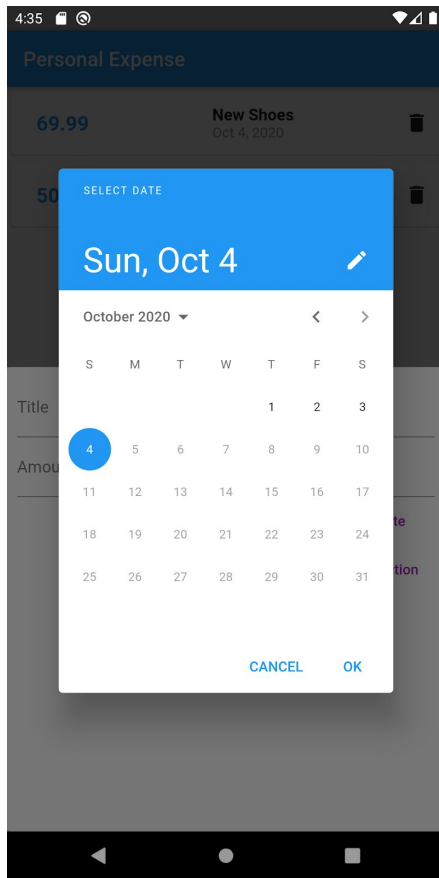 4:35
Personal Expense
69.99
New Shoes
Oct 4, 2020
50
SELECT DATE
Sun, Oct 4
October 2020
S M T W T F S
1 2 3
4 5 6 7 8 9 10
11 12 13 14 15 16 17
18 19 20 21 22 23 24
25 26 27 28 29 30 31
Title
Amou
te
tion
CANCEL OK